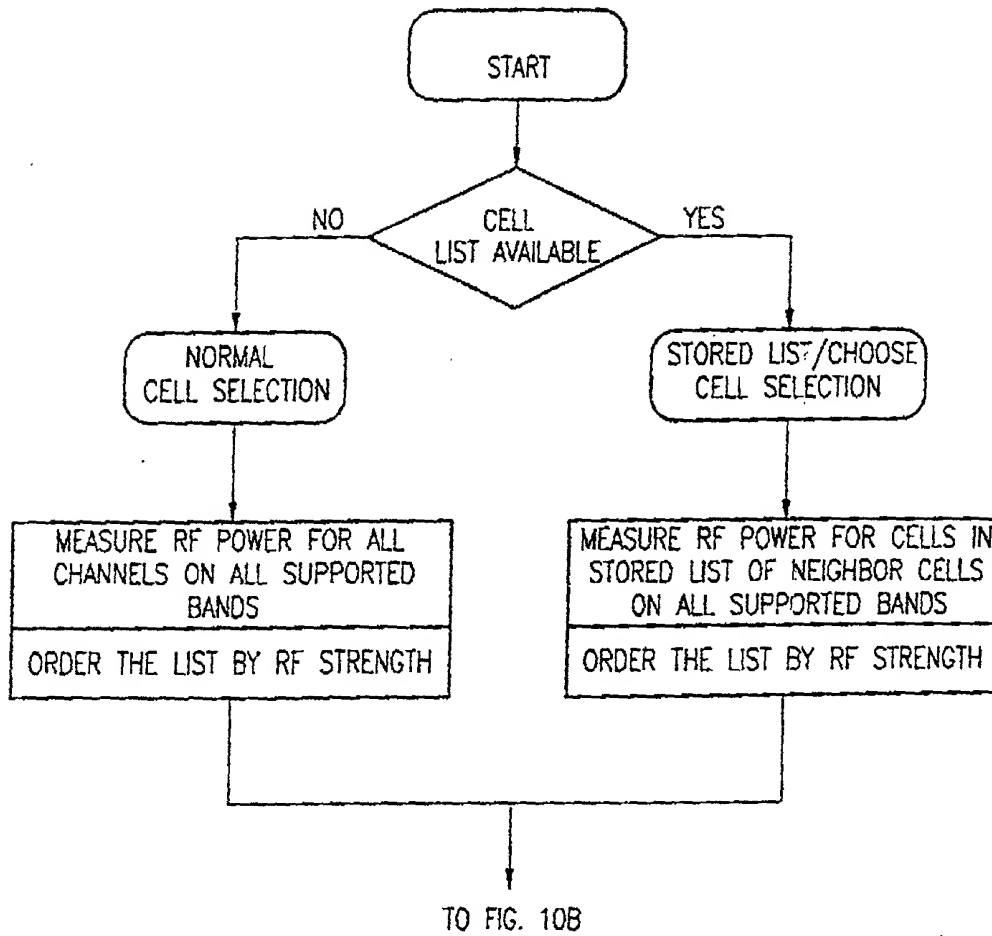 START
CELL
LIST AVAILABLE
NO
YES
NORMAL
CELL SELECTION
STORED LIST/CHOOSE
CELL SELECTION
MEASURE RF POWER FOR ALL
CHANNELS ON ALL SUPPORTED
BANDS
ORDER THE LIST BY RF STRENGTH
MEASURE RF POWER FOR CELLS IN
STORED LIST OF NEIGHBOR CELLS
ON ALL SUPPORTED BANDS
ORDER THE LIST BY RF STRENGTH
TO FIG. 10B